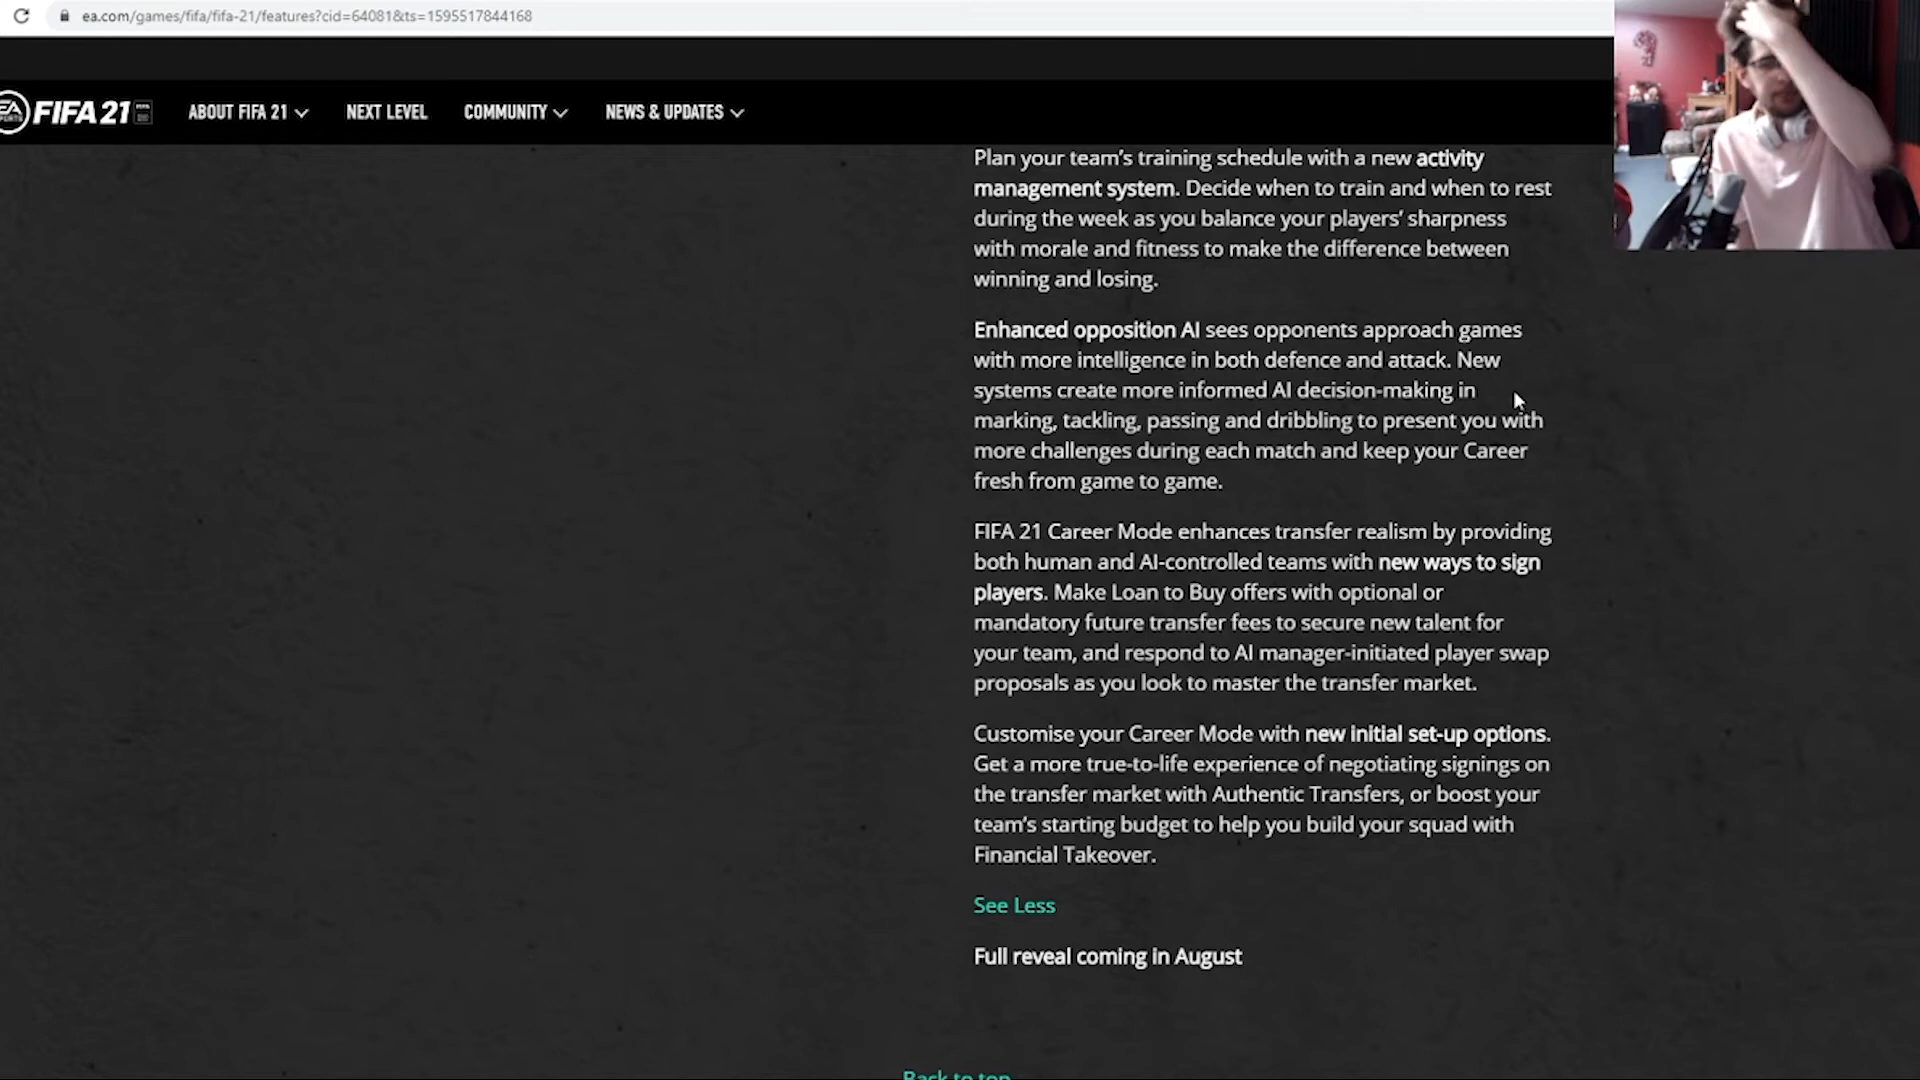 ea.com/games/fifa/fifa-21/features?cid=64081&ts=1595517844168
EA SPORTS FIFA 21 ABOUT FIFA 21 NEXT LEVEL COMMUNITY NEWS & UPDATES
Plan your team’s training schedule with a new activity
management system. Decide when to train and when to rest
during the week as you balance your players’ sharpness
with morale and fitness to make the difference between
winning and losing.
Enhanced opposition AI sees opponents approach games
with more intelligence in both defence and attack. New
systems create more informed AI decision-making in
marking, tackling, passing and dribbling to present you with
more challenges during each match and keep your Career
fresh from game to game.
FIFA 21 Career Mode enhances transfer realism by providing
both human and AI-controlled teams with new ways to sign
players. Make Loan to Buy offers with optional or
mandatory future transfer fees to secure new talent for
your team, and respond to AI manager-initiated player swap
proposals as you look to master the transfer market.
Customise your Career Mode with new initial set-up options.
Get a more true-to-life experience of negotiating signings on
the transfer market with Authentic Transfers, or boost your
team’s starting budget to help you build your squad with
Financial Takeover.
See Less
Full reveal coming in August
Back to top